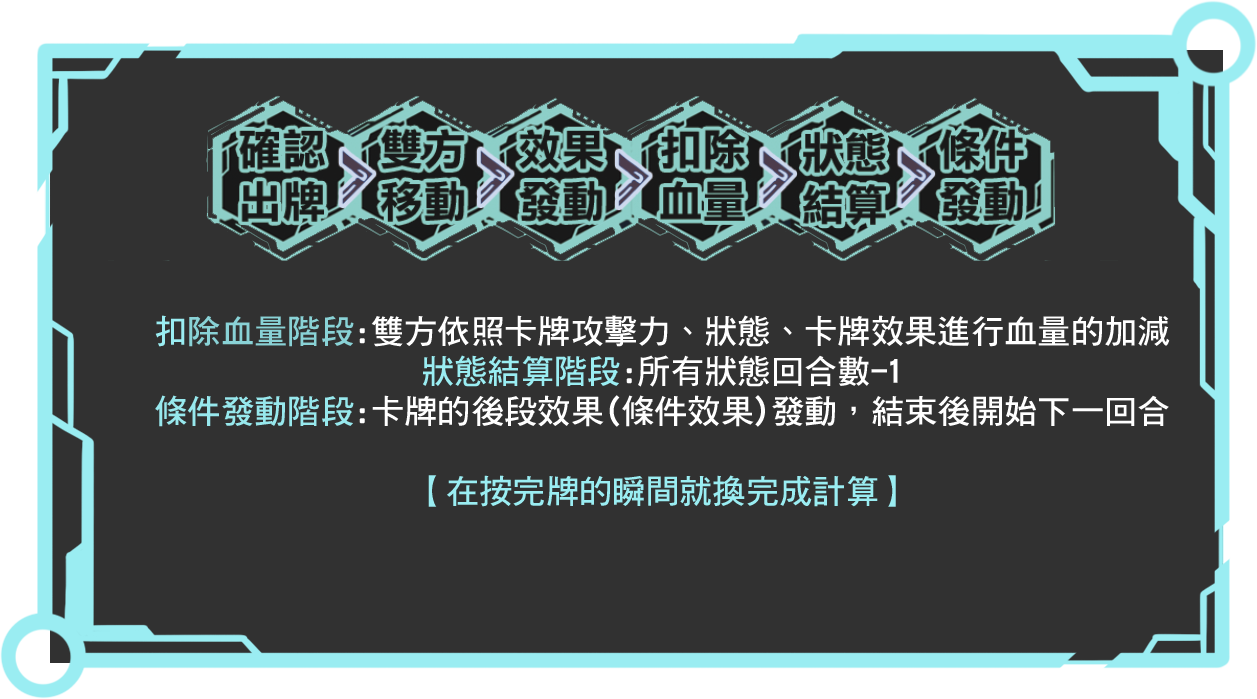 確認出牌
雙方移動
效果發動
扣除血量
狀態結算
條件發動
扣除血量階段:雙方依照卡牌攻擊力、狀態、卡牌效果進行血量的加減
狀態結算階段:所有狀態回合數-1
條件發動階段:卡牌的後段效果(條件效果)發動，結束後開始下一回合
【在按完牌的瞬間就換完成計算】